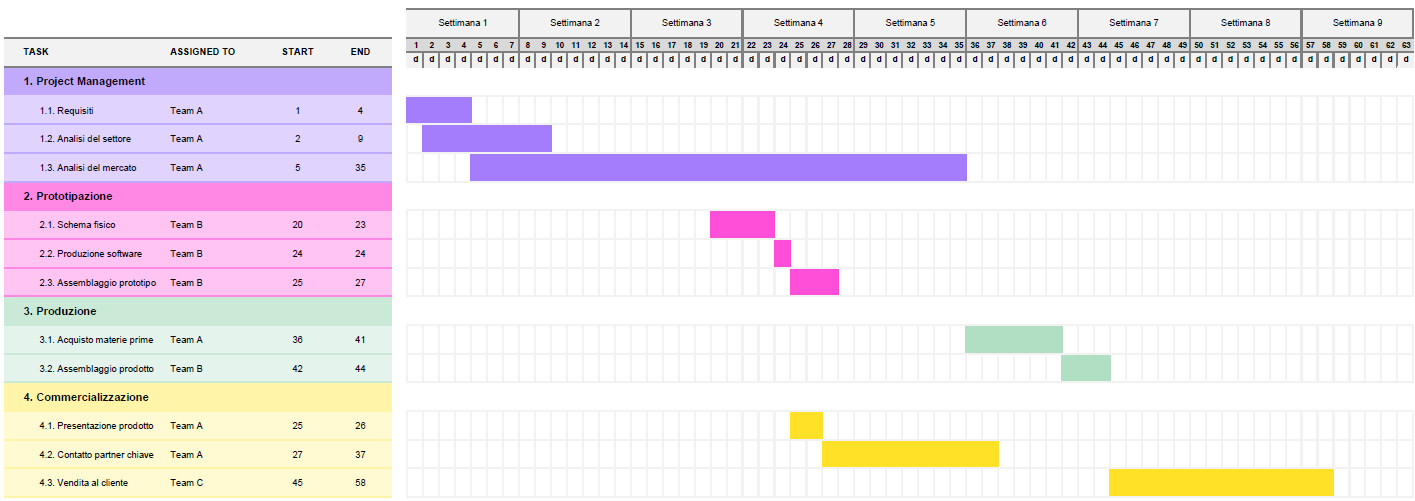 Settimana 1 Settimana 2 Settimana 3 Settimana 4 Settimana 5 Settimana 6 Settimana 7 Settimana 8 Settimana 9
TASK ASSIGNED TO START END 1 2 3 4 5 6 7 8 9 10 11 12 13 14 15 16 17 18 19 20 21 22 23 24 25 26 27 28 29 30 31 32 33 34 35 36 37 38 39 40 41 42 43 44 45 46 47 48 49 50 51 52 53 54 55 56 57 58 59 60 61 62 63
d d d d d d d d d d d d d d d d d d d d d d d d d d d d d d d d d d d d d d d d d d d d d d d d d d d d d d d d d d d d d d d
1. Project Management
1.1. Requisiti Team A 1 4
1.2. Analisi del settore Team A 2 9
1.3. Analisi del mercato Team A 5 35
2. Prototipazione
2.1. Schema fisico Team B 20 23
2.2. Produzione software Team B 24 24
2.3. Assemblaggio prototipo Team B 25 27
3. Produzione
3.1. Acquisto materie prime Team A 36 41
3.2. Assemblaggio prodotto Team B 42 44
4. Commercializzazione
4.1. Presentazione prodotto Team A 25 26
4.2. Contatto partner chiave Team A 27 37
4.3. Vendita al cliente Team C 45 58